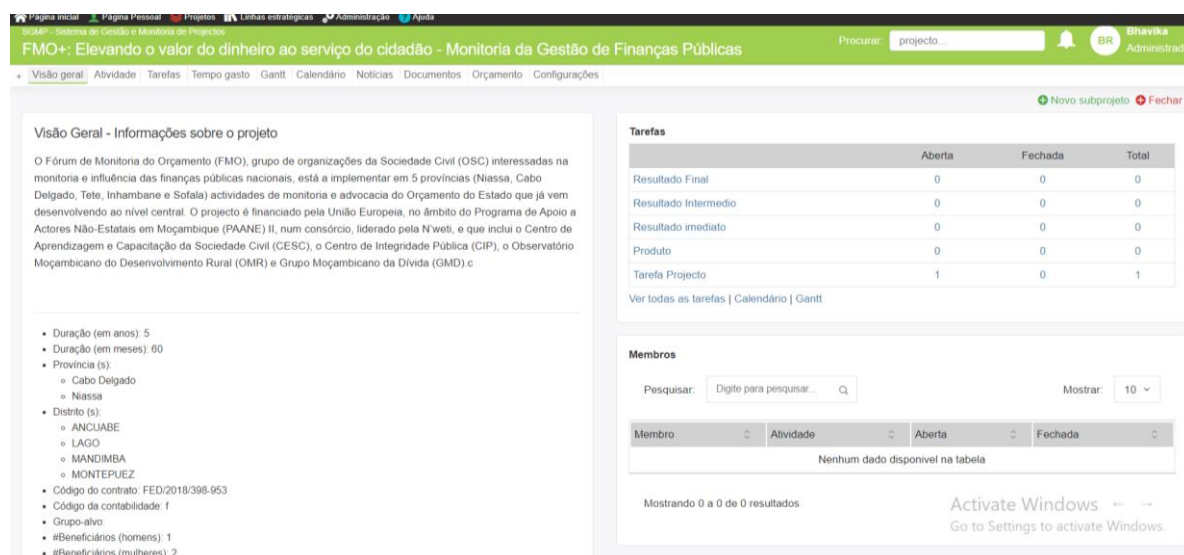 Página inicial Página Pessoal Projetos Linhas estratégicas Administração Ajuda
SGMP - Sistema de Gestão e Monitoria de Projectos
FMO+: Elevando o valor do dinheiro ao serviço do cidadão - Monitoria da Gestão de Finanças Públicas
Procurar: projecto...
BR
Bhavika
Administrad
+ Visão geral Atividade Tarefas Tempo gasto Gantt Calendário Notícias Documentos Orçamento Configurações
Novo subprojeto Fechar
Visão Geral - Informações sobre o projeto
O Fórum de Monitoria do Orçamento (FMO), grupo de organizações da Sociedade Civil (OSC) interessadas na
monitoria e influência das finanças públicas nacionais, está a implementar em 5 províncias (Niassa, Cabo
Delgado, Tete, Inhambane e Sofala) actividades de monitoria e advocacia do Orçamento do Estado que já vem
desenvolvendo ao nível central. O projecto é financiado pela União Europeia, no âmbito do Programa de Apoio a
Actores Não-Estatais em Moçambique (PAANE) II, num consórcio, liderado pela N'weti, e que inclui o Centro de
Aprendizagem e Capacitação da Sociedade Civil (CESC), o Centro de Integridade Pública (CIP), o Observatório
Moçambicano do Desenvolvimento Rural (OMR) e Grupo Moçambicano da Dívida (GMD).c
Duração (em anos): 5
Duração (em meses): 60
Província (s):
Cabo Delgado
Niassa
Distrito (s):
ANCUABE
LAGO
MANDIMBA
MONTEPUEZ
Código do contrato: FED/2018/398-953
Código da contabilidade: f
Grupo-alvo:
#Beneficiários (homens): 1
#Beneficiários (mulheres): 2
Tarefas
Aberta Fechada Total
Resultado Final 0 0 0
Resultado Intermedio 0 0 0
Resultado imediato 0 0 0
Produto 0 0 0
Tarefa Projecto 1 0 1
Ver todas as tarefas | Calendário | Gantt
Membros
Pesquisar: Digite para pesquisar... Mostrar: 10
Membro Atividade Aberta Fechada
Nenhum dado disponivel na tabela
Mostrando 0 a 0 de 0 resultados
Activate Windows
Go to Settings to activate Windows.